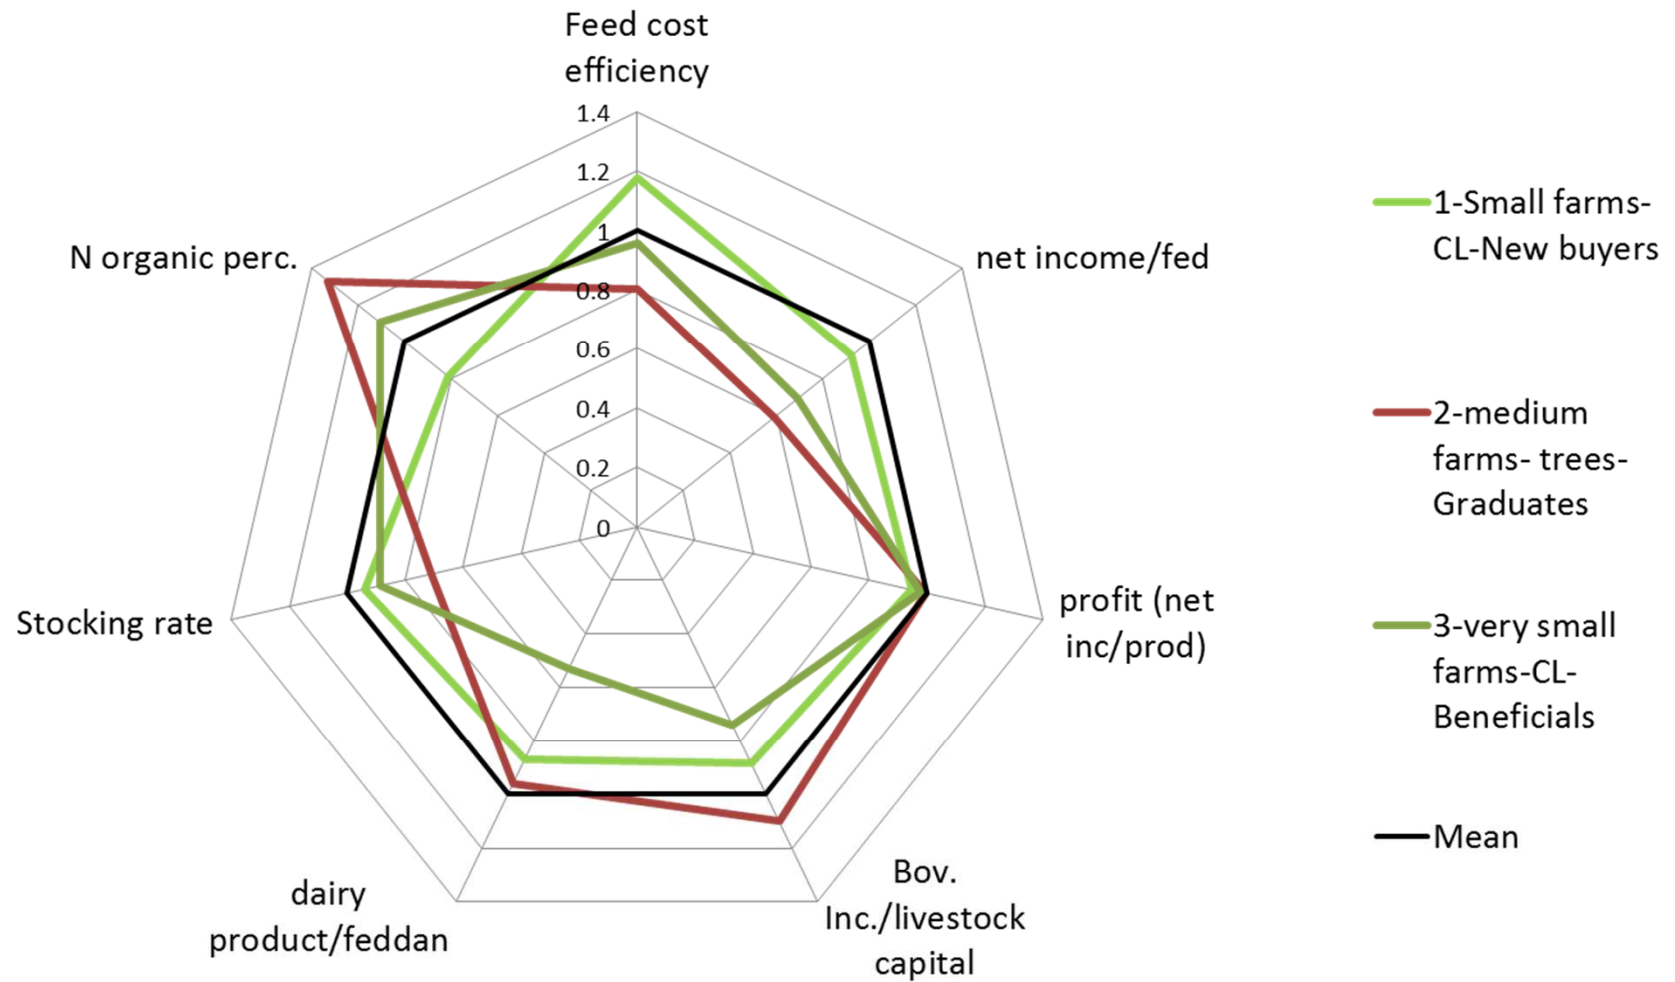 Feed cost
efficiency
1.4
1.2
1
0.8
0.6
0.4
0.2
0
N organic perc.
net income/fed
Stocking rate
profit (net
inc/prod)
dairy
product/feddan
Bov.
Inc./livestock
capital
1-Small farms-
CL-New buyers
2-medium
farms- trees-
Graduates
3-very small
farms-CL-
Beneficials
Mean